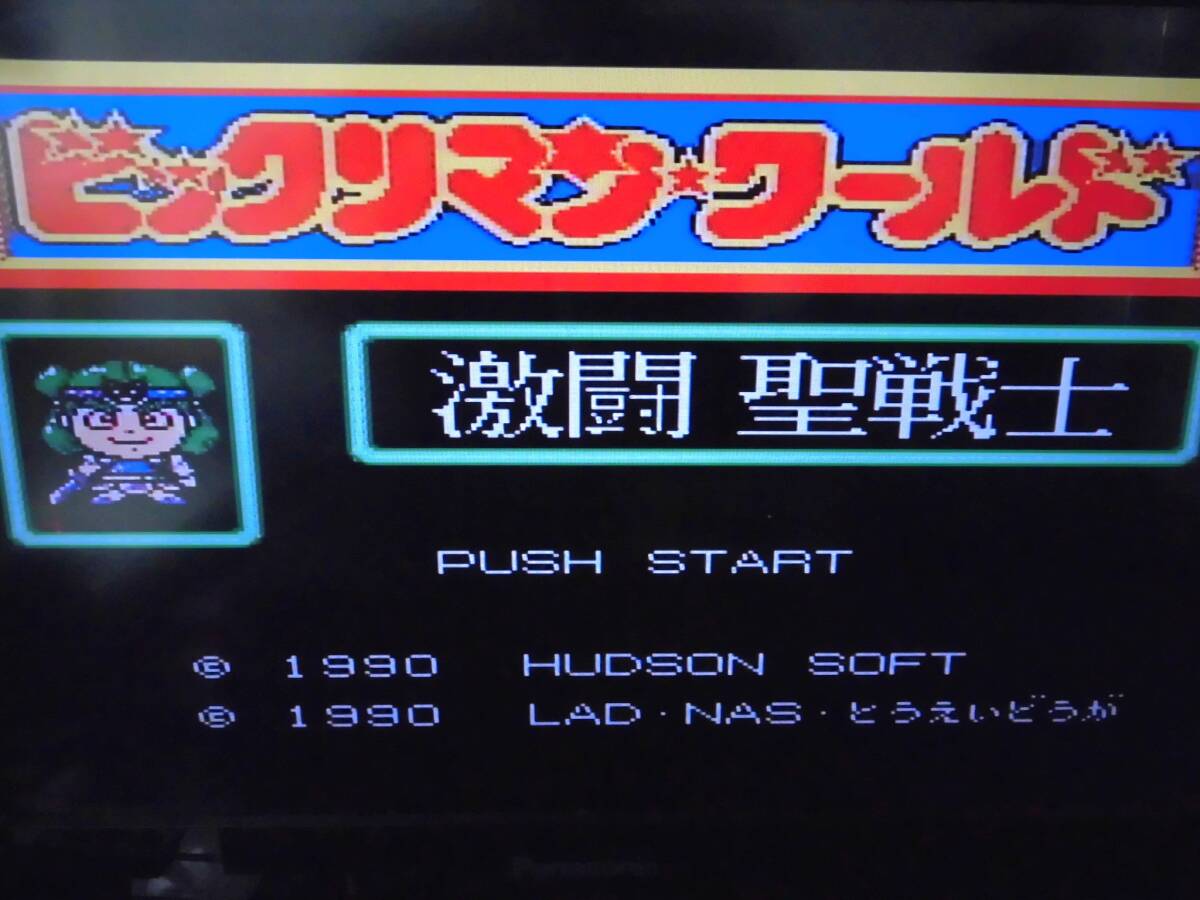 ビックリマン・ワールド
激闘 聖戦士
PUSH START
© 1990 HUDSON SOFT
© 1990 LAD・NAS・とうえいどうが